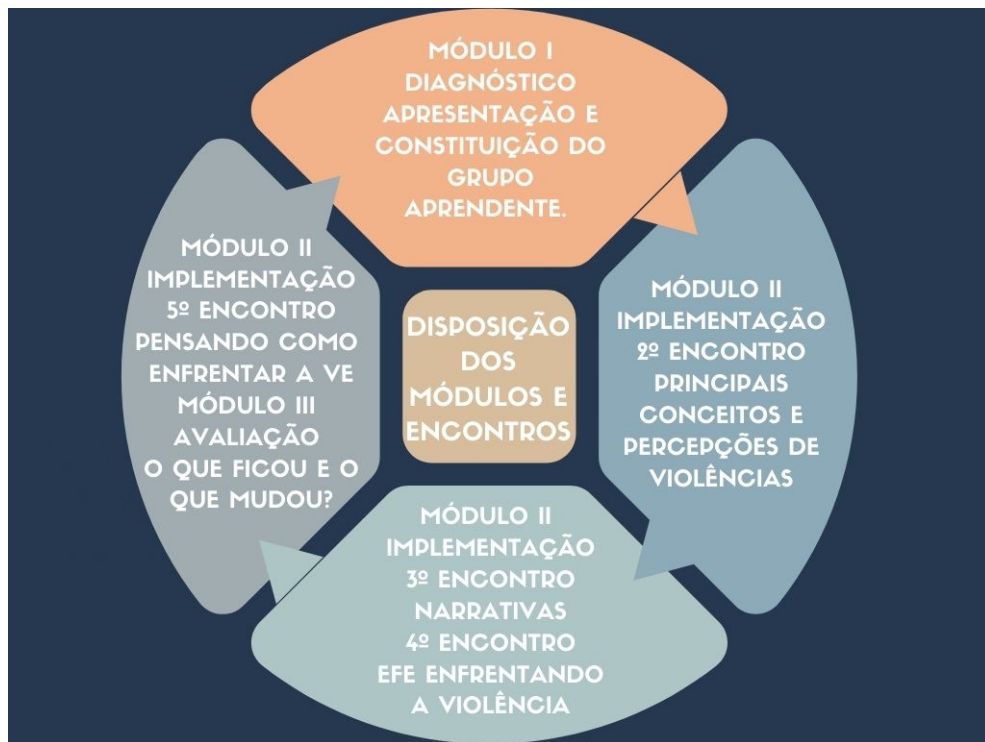 MÓDULO I
DIAGNÓSTICO
APRESENTAÇÃO E
CONSTITUIÇÃO DO
GRUPO
APRENDENTE.
MÓDULO II
IMPLEMENTAÇÃO
2º ENCONTRO
PRINCIPAIS
CONCEITOS E
PERCEPÇÕES DE
VIOLÊNCIAS
MÓDULO II
IMPLEMENTAÇÃO
3º ENCONTRO
NARRATIVAS
4º ENCONTRO
EFE ENFRENTANDO
A VIOLÊNCIA
MÓDULO II
IMPLEMENTAÇÃO
5º ENCONTRO
PENSANDO COMO
ENFRENTAR A VE
MÓDULO III
AVALIAÇÃO
O QUE FICOU E O
QUE MUDOU?
DISPOSIÇÃO
DOS
MÓDULOS E
ENCONTROS